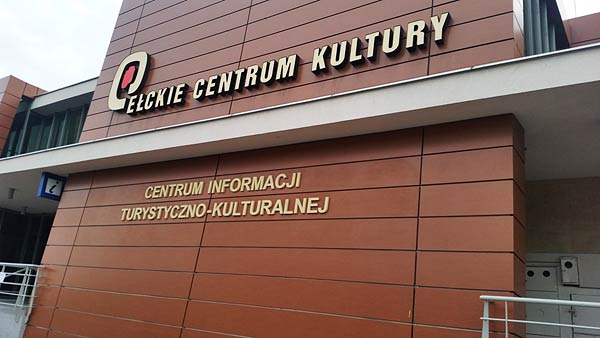 EŁCKIE CENTRUM KULTURY
CENTRUM INFORMACJI
TURYSTYCZNO-KULTURALNEJ
i